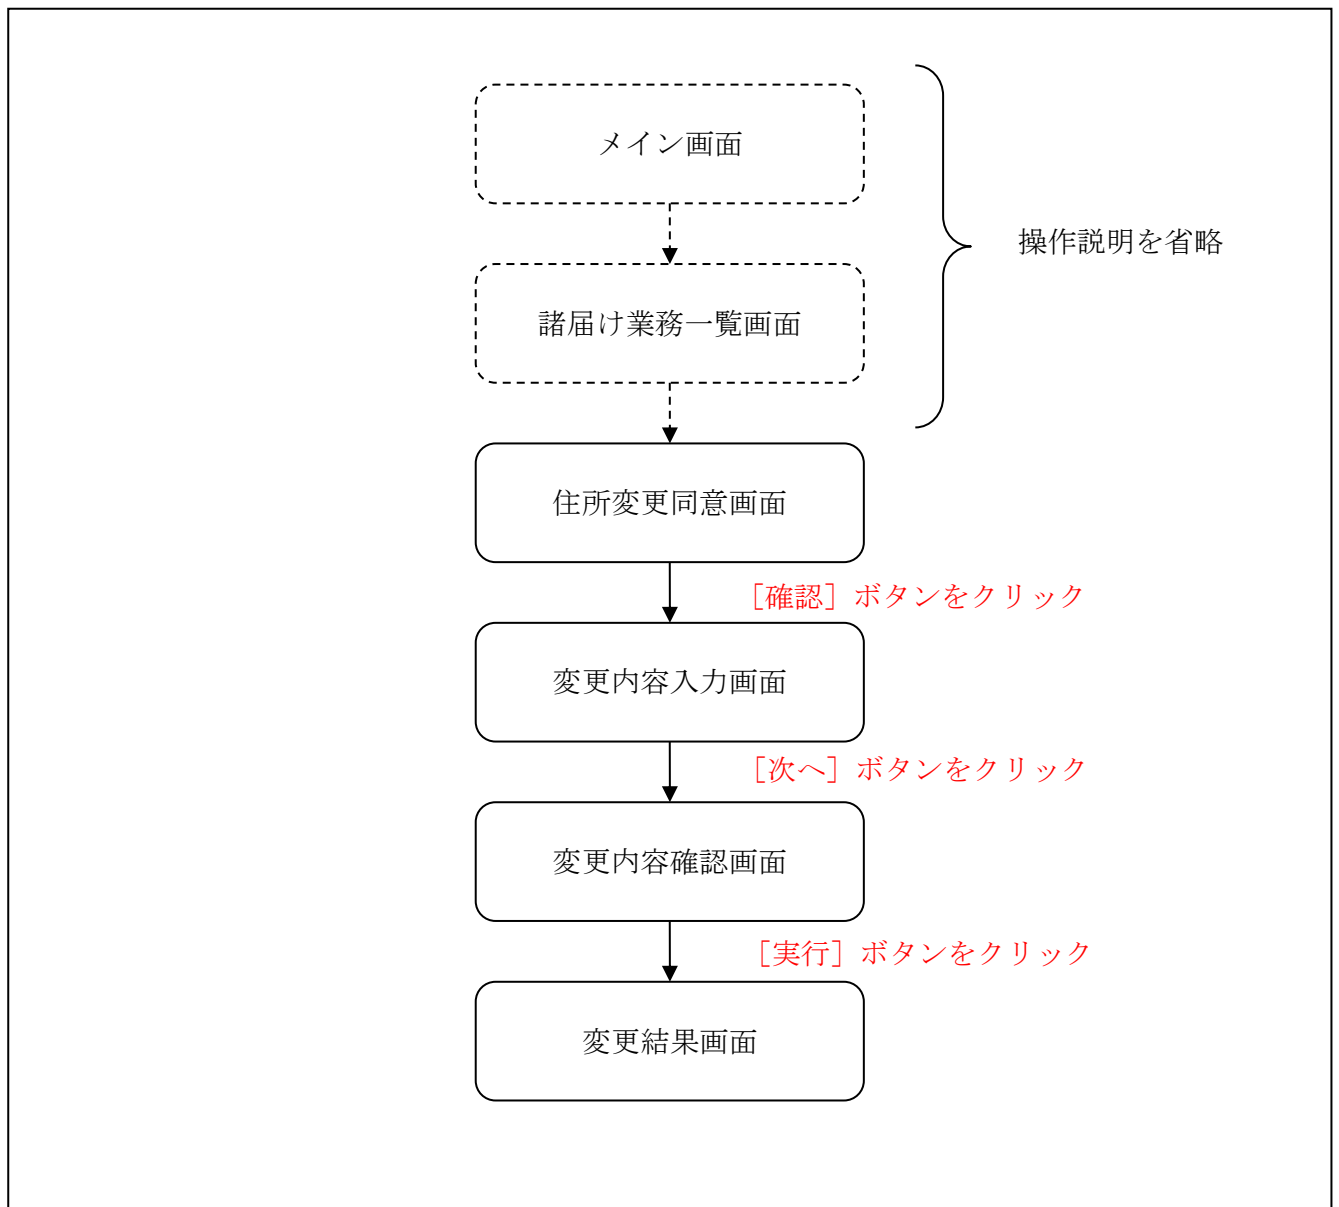 メイン画面
操作説明を省略
諸届け業務一覧画面
住所変更同意画面
［確認］ボタンをクリック
変更内容入力画面
［次へ］ボタンをクリック
変更内容確認画面
［実行］ボタンをクリック
変更結果画面